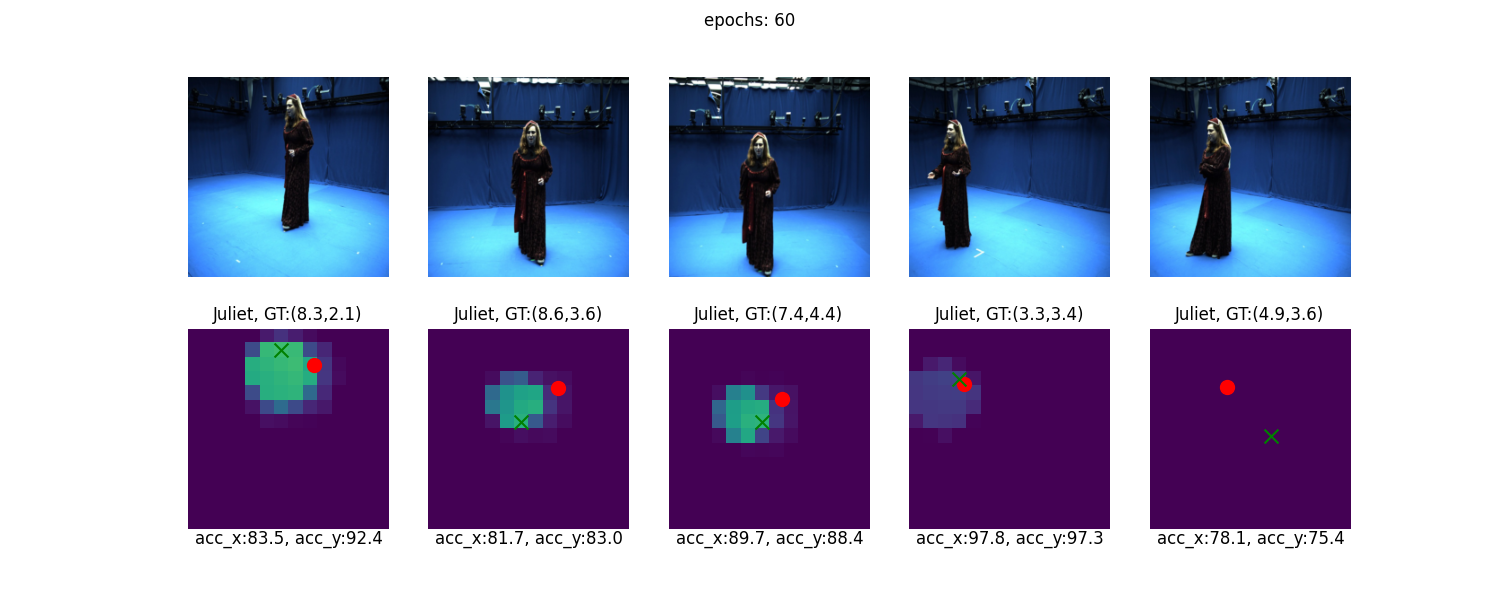 epochs: 60
Juliet, GT:(8.3,2.1)
Juliet, GT:(8.6,3.6)
Juliet, GT:(7.4,4.4)
Juliet, GT:(3.3,3.4)
Juliet, GT:(4.9,3.6)
acc_x:83.5, acc_y:92.4
acc_x:81.7, acc_y:83.0
acc_x:89.7, acc_y:88.4
acc_x:97.8, acc_y:97.3
acc_x:78.1, acc_y:75.4